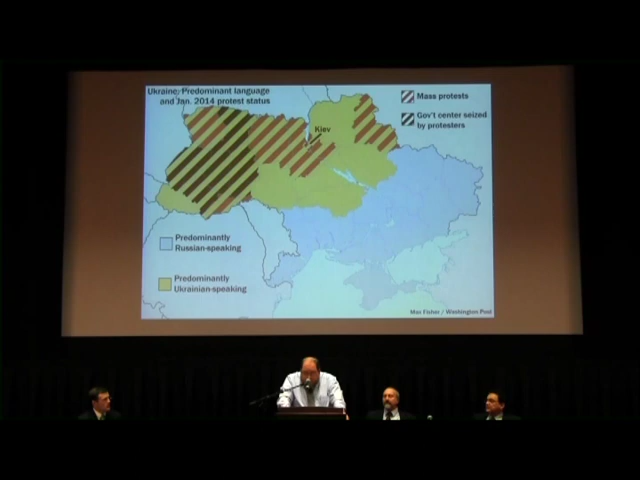 Ukraine: Predominant language
and Jan. 2014 protest status
Mass protests
Gov't center seized
by protesters
Kiev
Predominantly
Russian-speaking
Predominantly
Ukrainian-speaking
Max Fisher / Washington Post